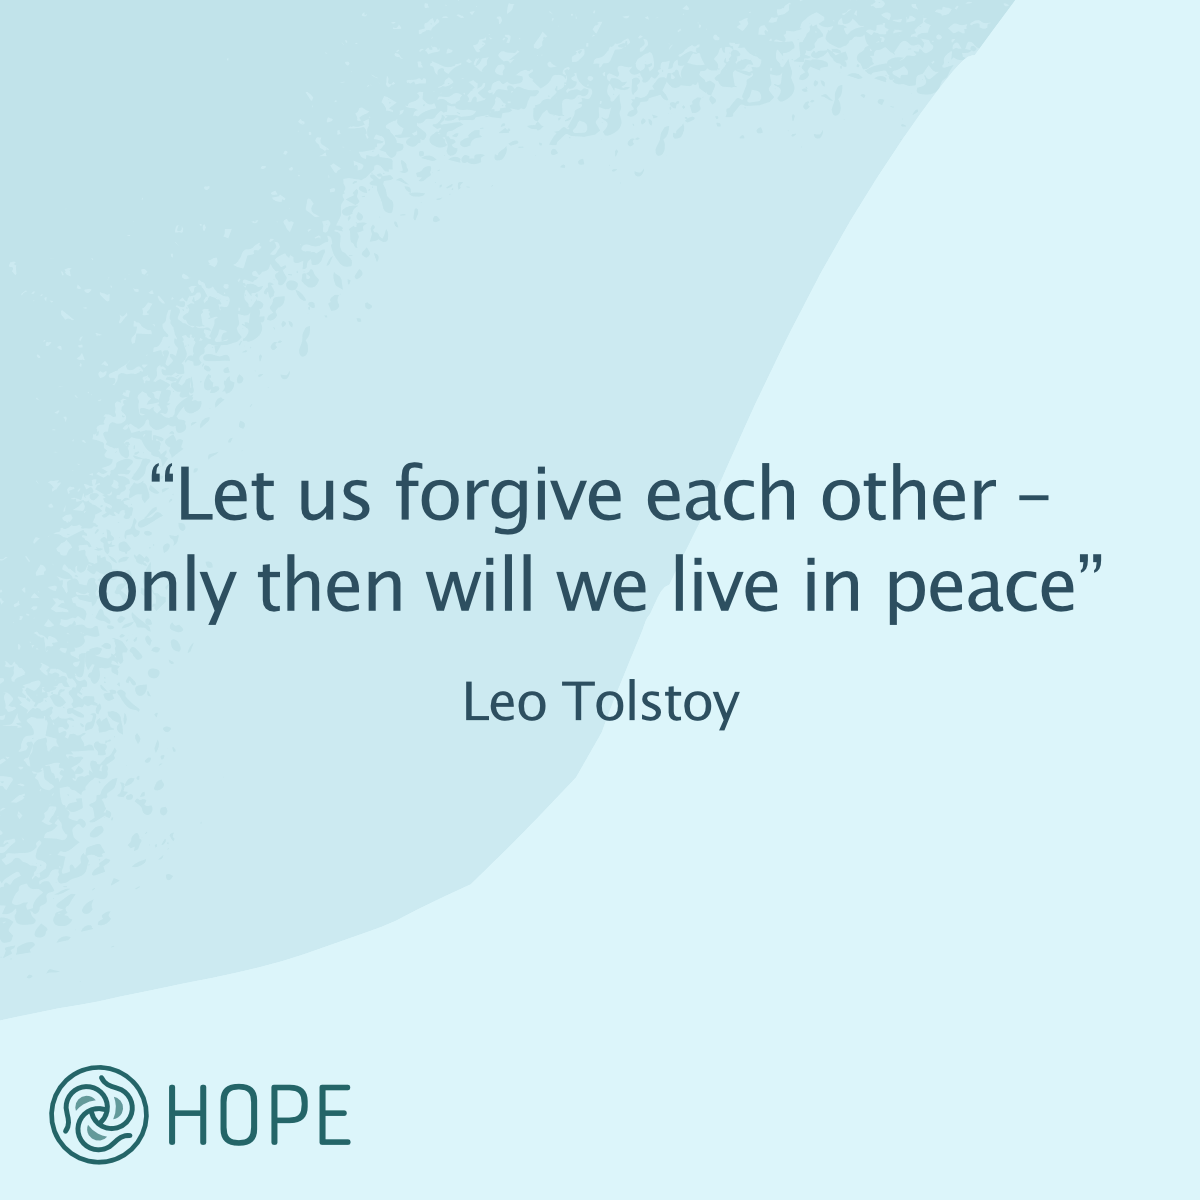 “Let us forgive each other –
only then will we live in peace”
Leo Tolstoy
HOPE